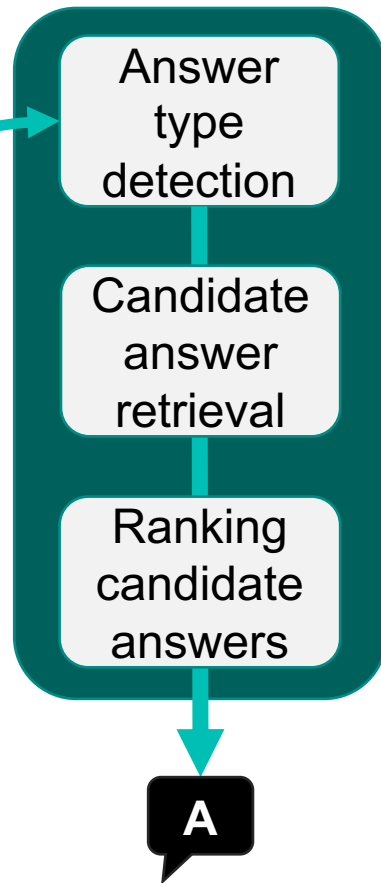 Answer
type
detection
Candidate
answer
retrieval
Ranking
candidate
answers
A